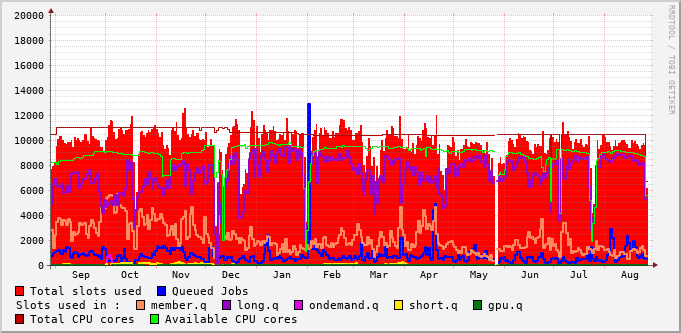 RRDTOOL / TOBI OETIKER
20000
18000
16000
14000
12000
10000
8000
6000
4000
2000
0
Sep Oct Nov Dec Jan Feb Mar Apr May Jun Jul Aug
Total slots used Queued Jobs
Slots used in : member.q long.q ondemand.q short.q gpu.q
Total CPU cores Available CPU cores